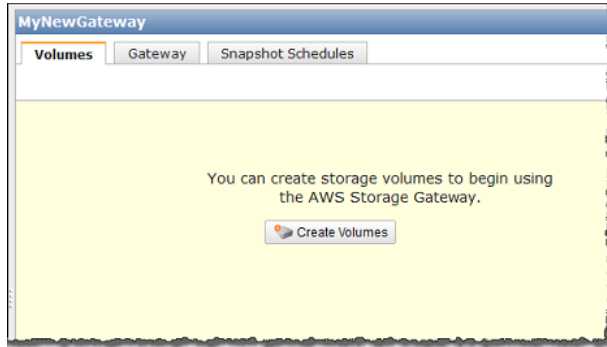 MyNewGateway
Volumes Gateway Snapshot Schedules
You can create storage volumes to begin using
the AWS Storage Gateway.
Create Volumes